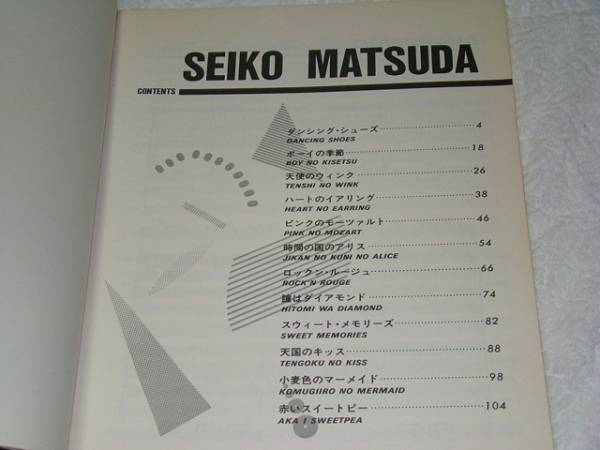 SEIKO MATSUDA
CONTENTS
ダンシング・シューズ 4
DANCING SHOES
ボーイの季節 18
BOY NO KISETSU
天使のウィンク 26
TENSHI NO WINK
ハートのイアリング 38
HEART NO EARRING
ピンクのモーツァルト 46
PINK NO MOZART
時間の国のアリス 54
JIKAN NO KUNI NO ALICE
ロックン・ルージュ 66
ROCK'N ROUGE
瞳はダイアモンド 74
HITOMI WA DIAMOND
スウィート・メモリーズ 82
SWEET MEMORIES
天国のキッス 88
TENGOKU NO KISS
小麦色のマーメイド 98
KOMUGIIRO NO MERMAID
赤いスイートピー 104
AKA I SWEETPEA